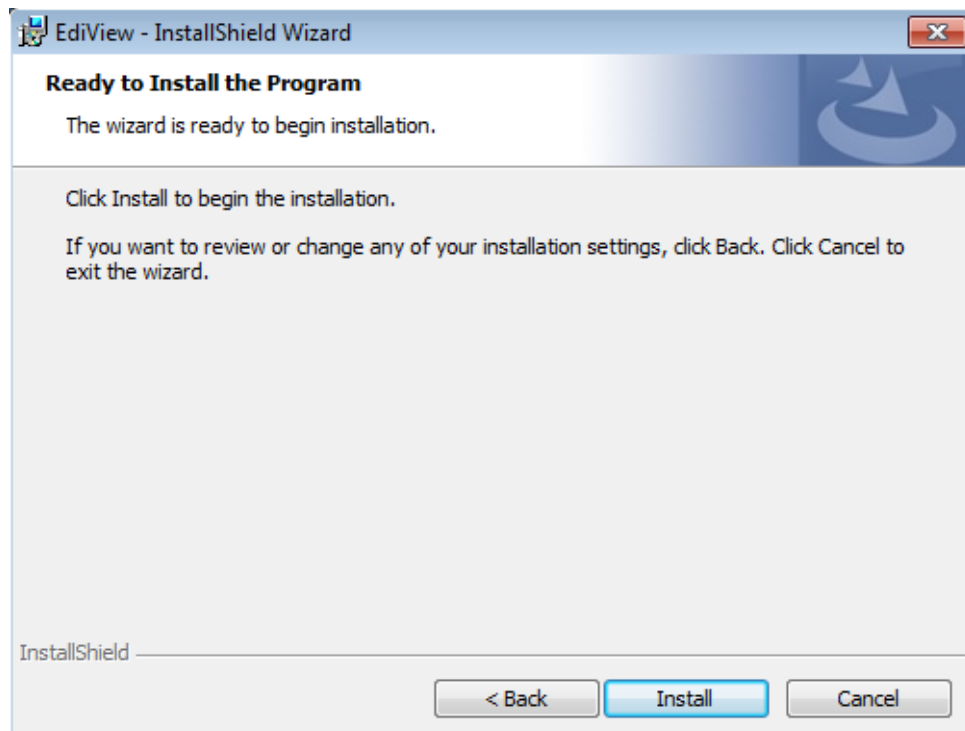 EdiView - InstallShield Wizard
Ready to Install the Program
The wizard is ready to begin installation.
Click Install to begin the installation.
If you want to review or change any of your installation settings, click Back. Click Cancel to
exit the wizard.
InstallShield
< Back
Install
Cancel